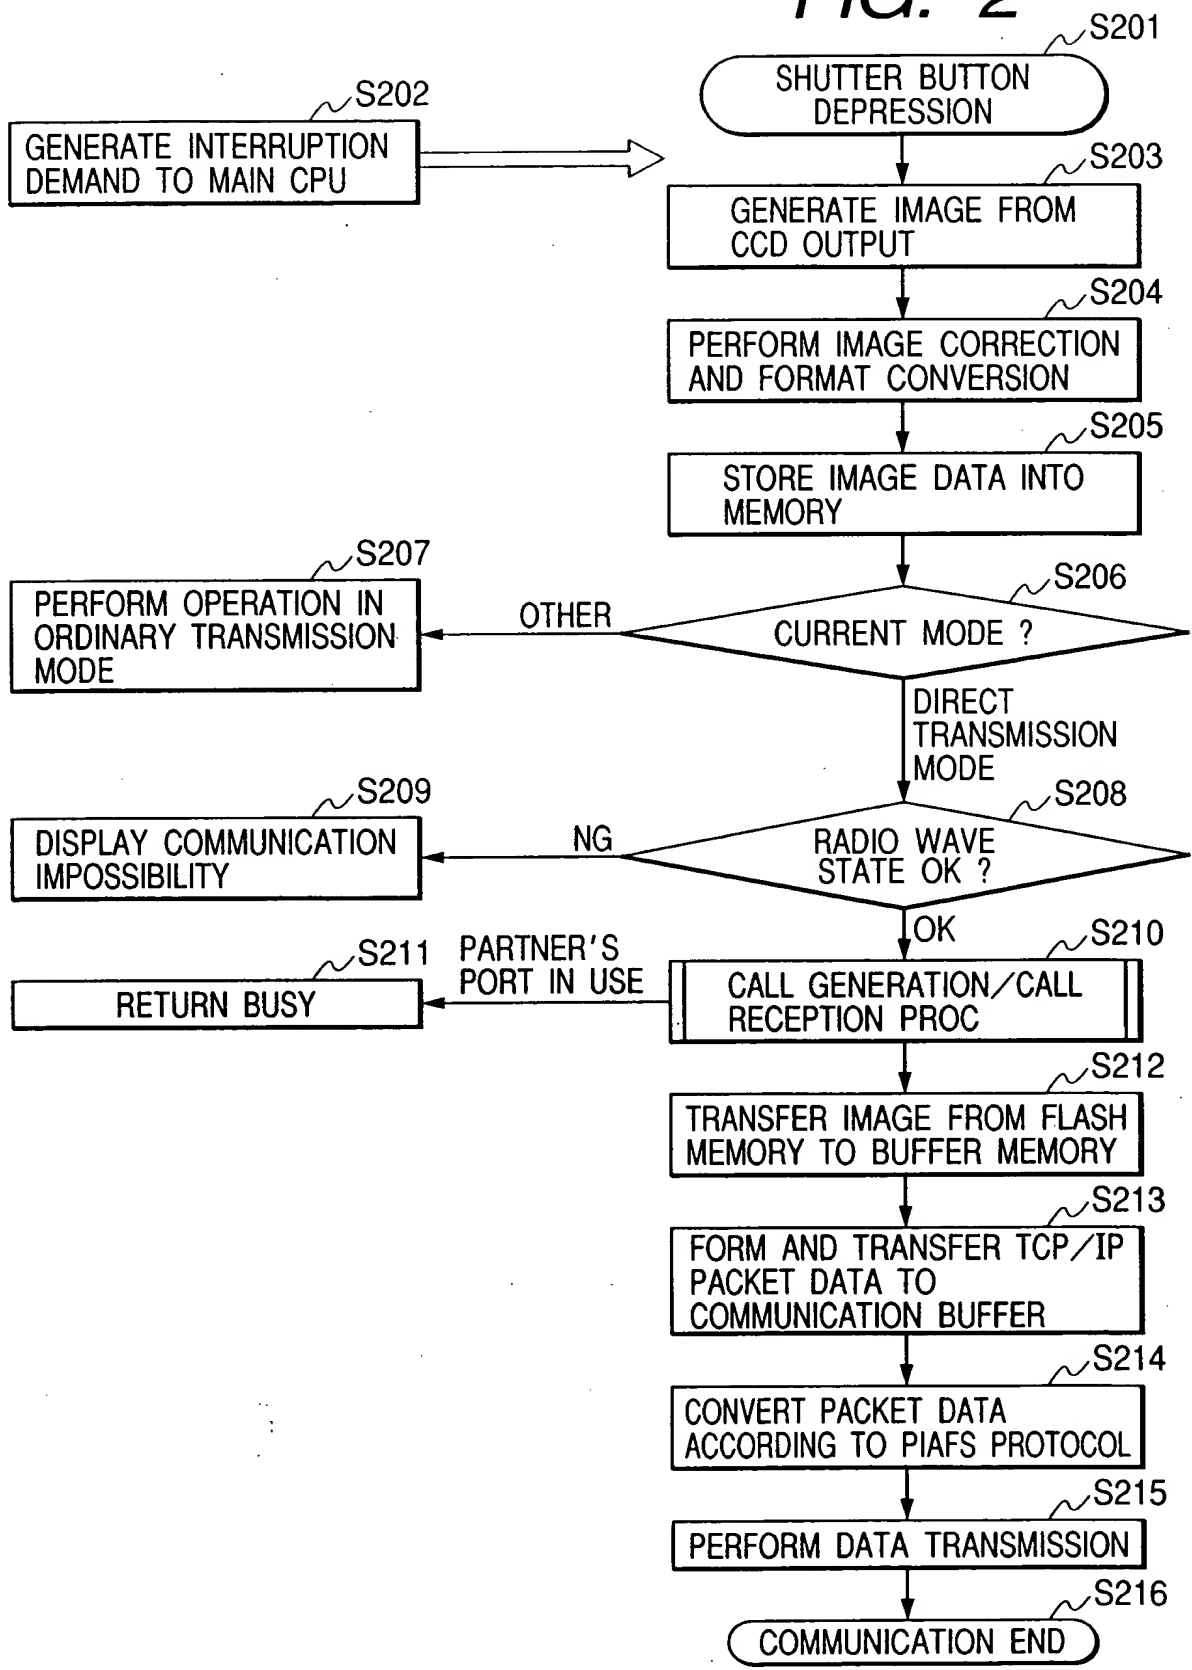 FIG. 2
S201
SHUTTER BUTTON
DEPRESSION
S202
GENERATE INTERRUPTION
DEMAND TO MAIN CPU
S203
GENERATE IMAGE FROM
CCD OUTPUT
S204
PERFORM IMAGE CORRECTION
AND FORMAT CONVERSION
S205
STORE IMAGE DATA INTO
MEMORY
S206
CURRENT MODE ?
OTHER
S207
PERFORM OPERATION IN
ORDINARY TRANSMISSION
MODE
DIRECT
TRANSMISSION
MODE
S208
RADIO WAVE
STATE OK ?
NG
S209
DISPLAY COMMUNICATION
IMPOSSIBILITY
OK
S210
CALL GENERATION/CALL
RECEPTION PROC
PARTNER'S
PORT IN USE
S211
RETURN BUSY
S212
TRANSFER IMAGE FROM FLASH
MEMORY TO BUFFER MEMORY
S213
FORM AND TRANSFER TCP/IP
PACKET DATA TO
COMMUNICATION BUFFER
S214
CONVERT PACKET DATA
ACCORDING TO PIAFS PROTOCOL
S215
PERFORM DATA TRANSMISSION
S216
COMMUNICATION END